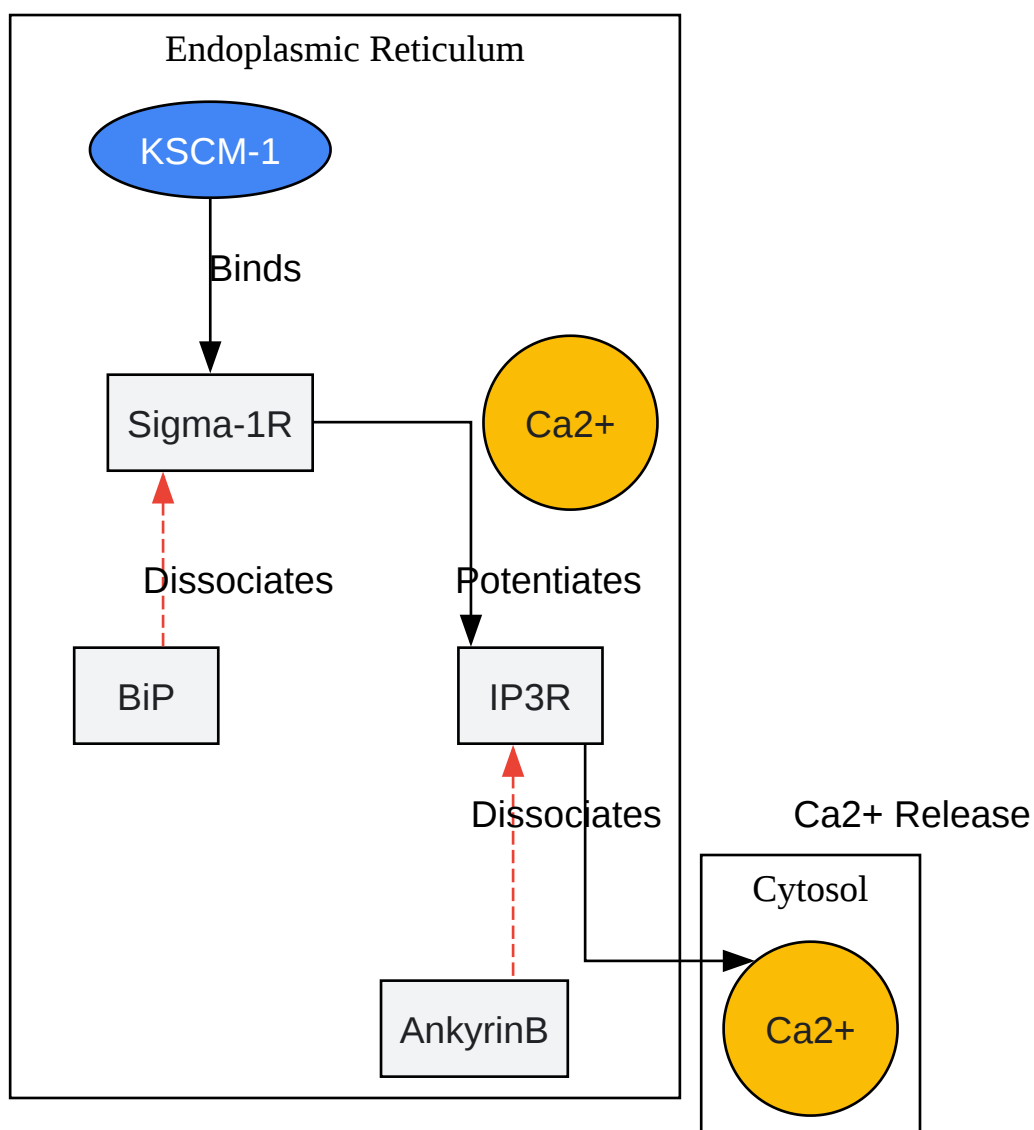 Endoplasmic Reticulum
KSCM-1
Binds
Sigma-1R
Ca2+
Dissociates
Potentiates
BiP
IP3R
Dissociates
Ca2+ Release
Cytosol
AnkyrinB
Ca2+